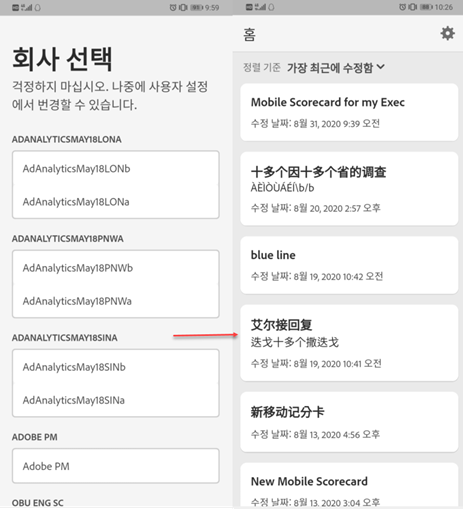 9:59
회사 선택
걱정하지 마십시오. 나중에 사용자 설정
에서 변경할 수 있습니다.
ADANALYTICSMAY18LONA
AdAnalyticsMay18LONb
AdAnalyticsMay18LONa
ADANALYTICSMAY18PNWA
AdAnalyticsMay18PNWb
AdAnalyticsMay18PNWa
ADANALYTICSMAY18SINA
AdAnalyticsMay18SINb
AdAnalyticsMay18SINa
ADOBE PM
Adobe PM
OBU ENG SC
10:26
홈
정렬 기준 가장 최근에 수정함
Mobile Scorecard for my Exec
수정 날짜: 8월 31, 2020 9:39 오전
十多个因十多个省的调查
ÀÈÌÒÙÁÉÍ\b/b
수정 날짜: 8월 20, 2020 2:57 오후
blue line
수정 날짜: 8월 19, 2020 10:42 오전
艾尔接回复
迭戈十多个撒迭戈
수정 날짜: 8월 19, 2020 10:41 오전
新移动记分卡
수정 날짜: 8월 13, 2020 4:56 오후
New Mobile Scorecard
수정 날짜: 8월 13, 2020 3:04 오후